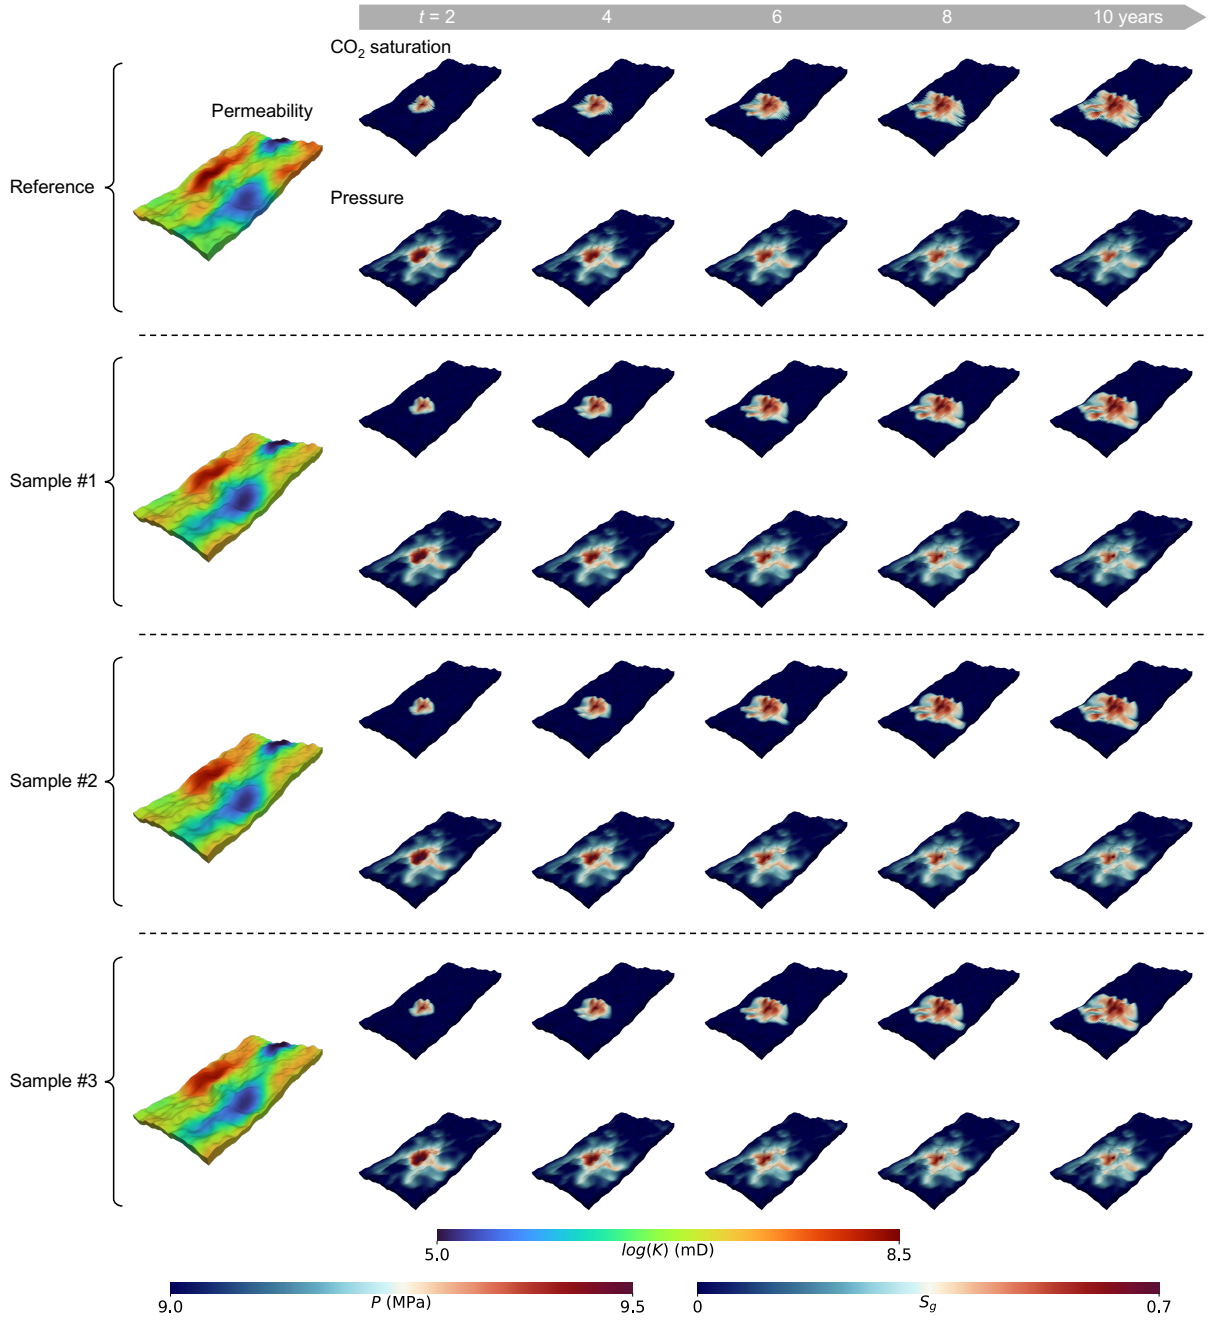 t = 2 4 6 8 10 years
CO₂ saturation
Permeability
Reference
Pressure
Sample #1
Sample #2
Sample #3
5.0 log(K) (mD) 8.5
9.0 P (MPa) 9.5 0 S_g 0.7